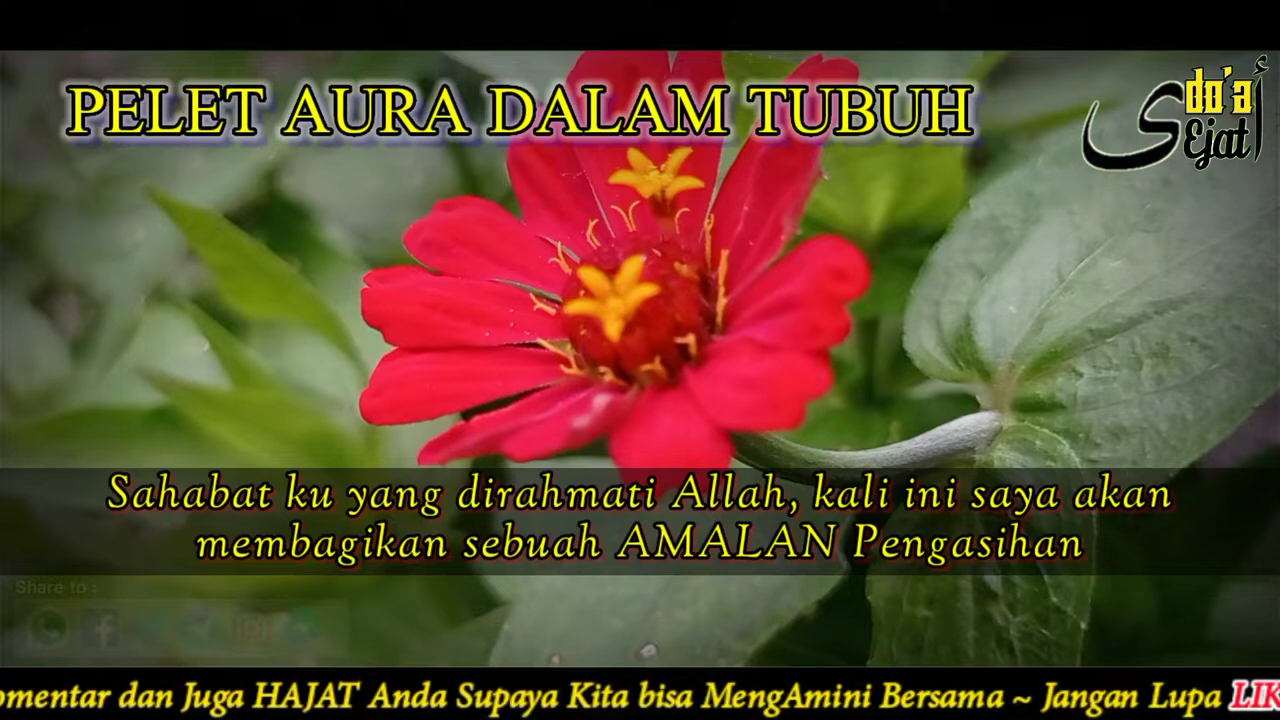 PELET AURA DALAM TUBUH
do'a
Ejati
Sahabat ku yang dirahmati Allah, kali ini saya akan
membagikan sebuah AMALAN Pengasihan
Share to :
omentar dan Juga HAJAT Anda Supaya Kita bisa MengAmini Bersama ~ Jangan Lupa LIK